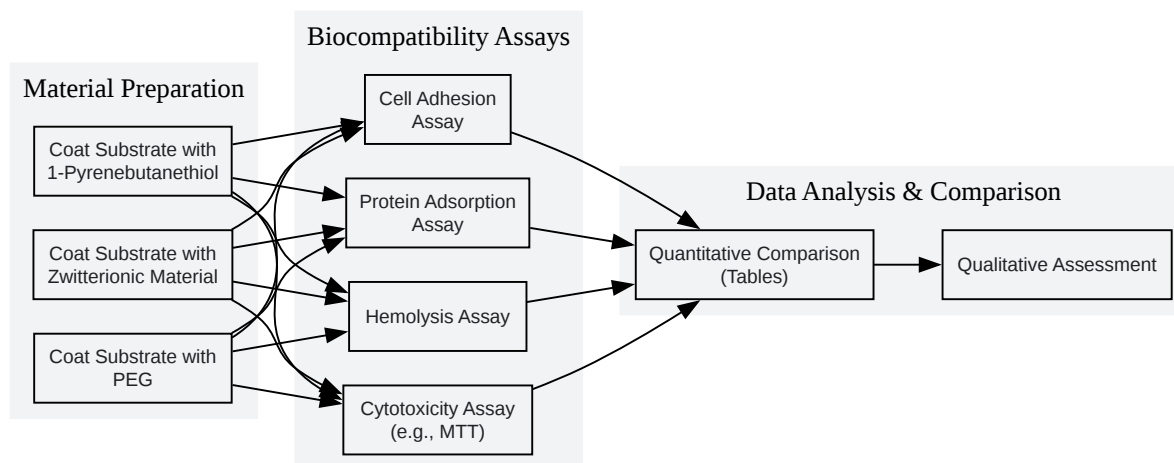 Material Preparation
Coat Substrate with
1-Pyrenebutanethiol
Coat Substrate with
Zwitterionic Material
Coat Substrate with
PEG
Biocompatibility Assays
Cell Adhesion
Assay
Protein Adsorption
Assay
Hemolysis Assay
Cytotoxicity Assay
(e.g., MTT)
Data Analysis & Comparison
Quantitative Comparison
(Tables)
Qualitative Assessment